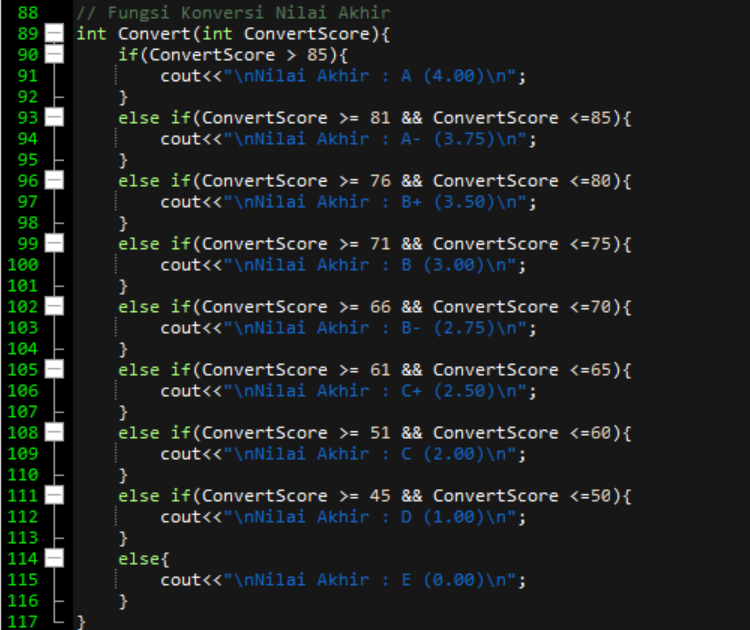 88 // Fungsi Konversi Nilai Akhir
89 int Convert(int ConvertScore){
90 if(ConvertScore > 85){
91 cout<<"\nNilai Akhir : A (4.00)\n";
92 }
93 else if(ConvertScore >= 81 && ConvertScore <=85){
94 cout<<"\nNilai Akhir : A- (3.75)\n";
95 }
96 else if(ConvertScore >= 76 && ConvertScore <=80){
97 cout<<"\nNilai Akhir : B+ (3.50)\n";
98 }
99 else if(ConvertScore >= 71 && ConvertScore <=75){
100 cout<<"\nNilai Akhir : B (3.00)\n";
101 }
102 else if(ConvertScore >= 66 && ConvertScore <=70){
103 cout<<"\nNilai Akhir : B- (2.75)\n";
104 }
105 else if(ConvertScore >= 61 && ConvertScore <=65){
106 cout<<"\nNilai Akhir : C+ (2.50)\n";
107 }
108 else if(ConvertScore >= 51 && ConvertScore <=60){
109 cout<<"\nNilai Akhir : C (2.00)\n";
110 }
111 else if(ConvertScore >= 45 && ConvertScore <=50){
112 cout<<"\nNilai Akhir : D (1.00)\n";
113 }
114 else{
115 cout<<"\nNilai Akhir : E (0.00)\n";
116 }
117 }